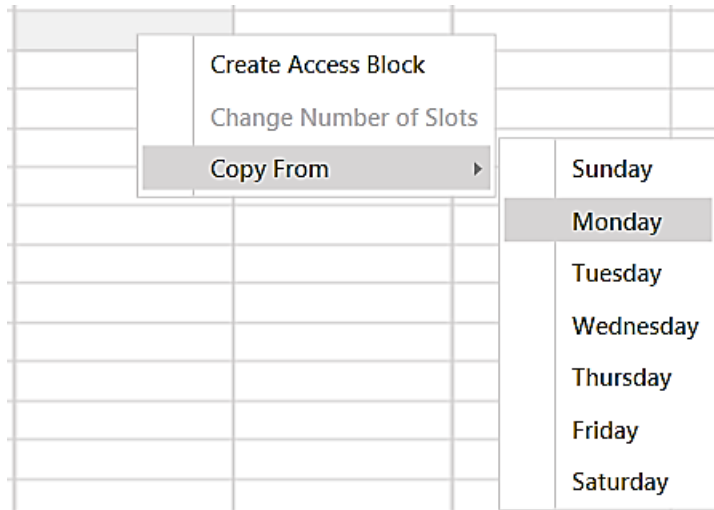 Create Access Block
Change Number of Slots
Copy From
Sunday
Monday
Tuesday
Wednesday
Thursday
Friday
Saturday